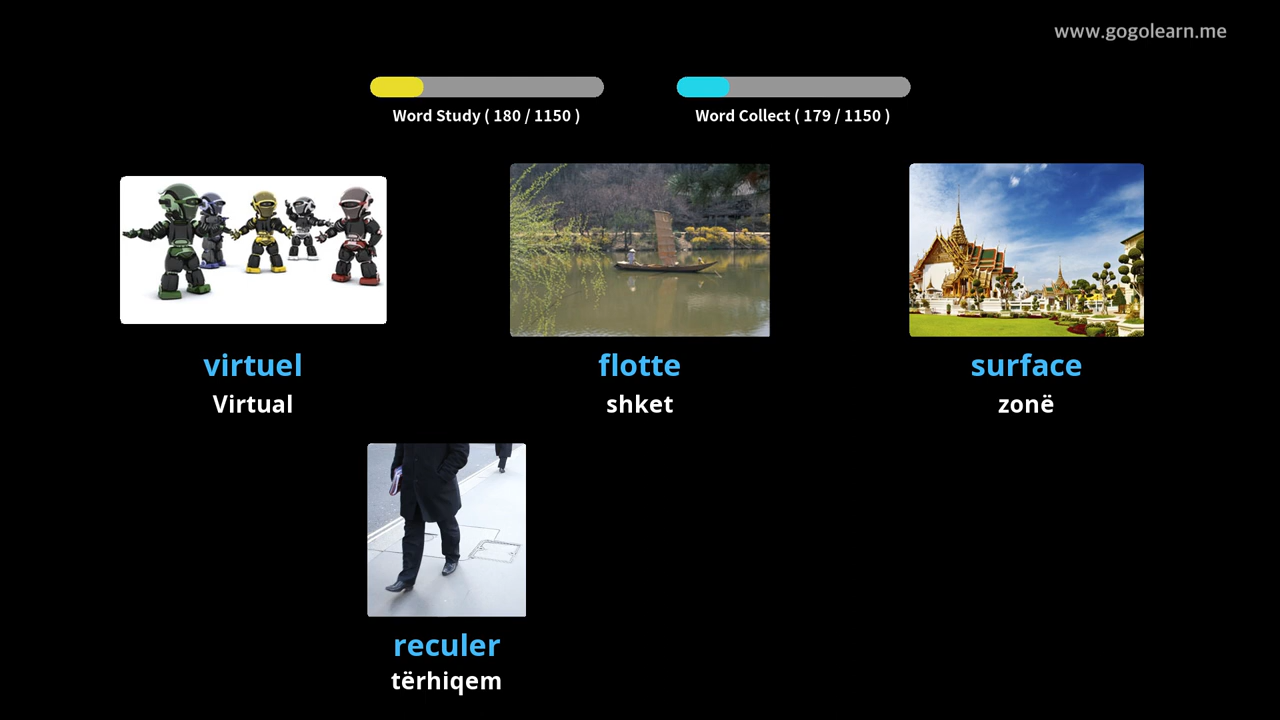 www.gogolearn.me
Word Study ( 180 / 1150 )
Word Collect ( 179 / 1150 )
virtuel
Virtual
flotte
shket
surface
zonë
reculer
tërhiqem